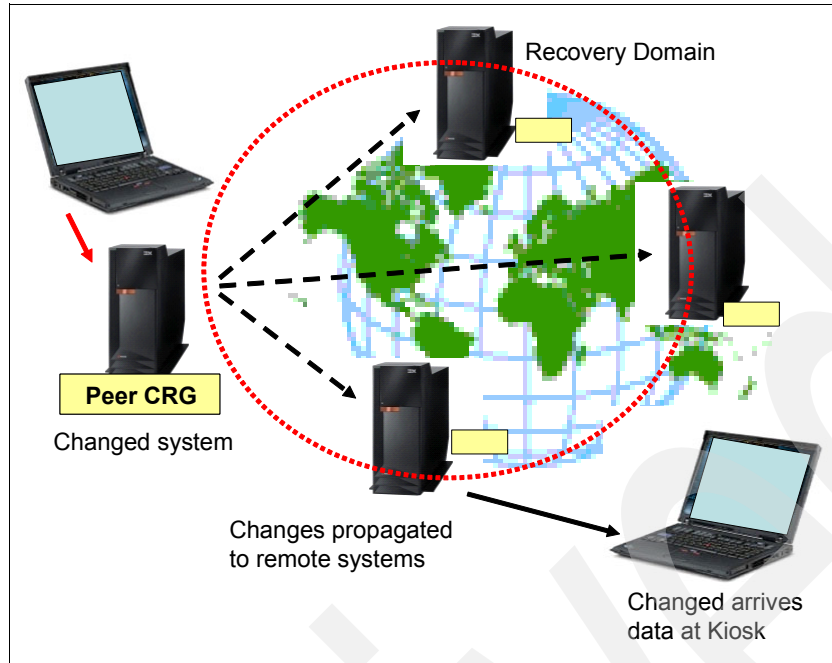 Recovery Domain
Peer CRG
Changed system
Changes propagated
to remote systems
Changed arrives
data at Kiosk